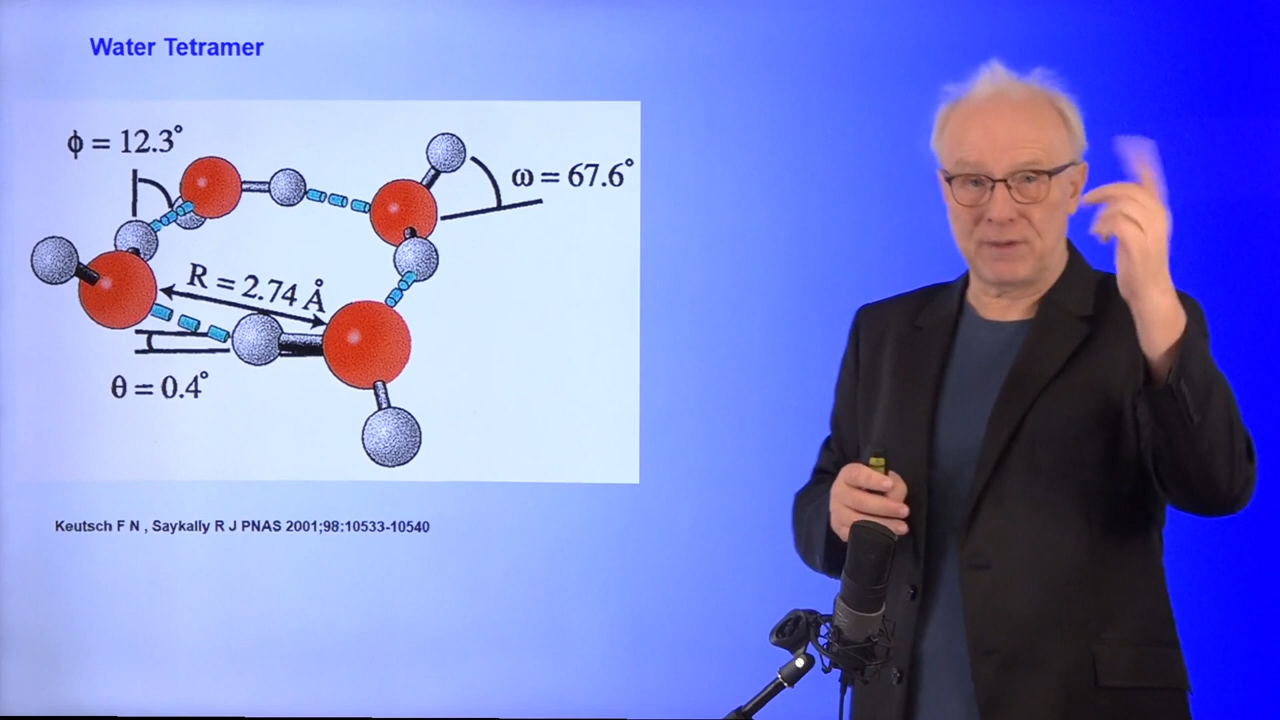 Water Tetramer
ϕ = 12.3°
ω = 67.6°
R = 2.74 Å
θ = 0.4°
Keutsch F N , Saykally R J PNAS 2001;98:10533-10540